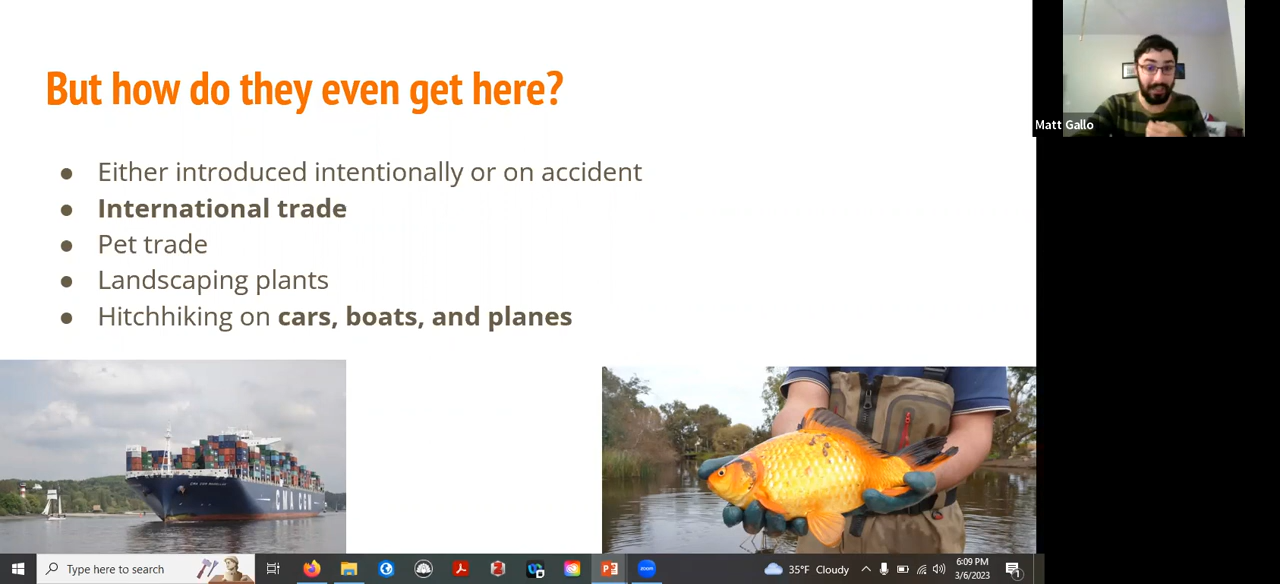 But how do they even get here?
Matt Gallo
Either introduced intentionally or on accident
International trade
Pet trade
Landscaping plants
Hitchhiking on cars, boats, and planes
CMA CGM
Type here to search
zoom
35°F Cloudy
6:09 PM
3/6/2023